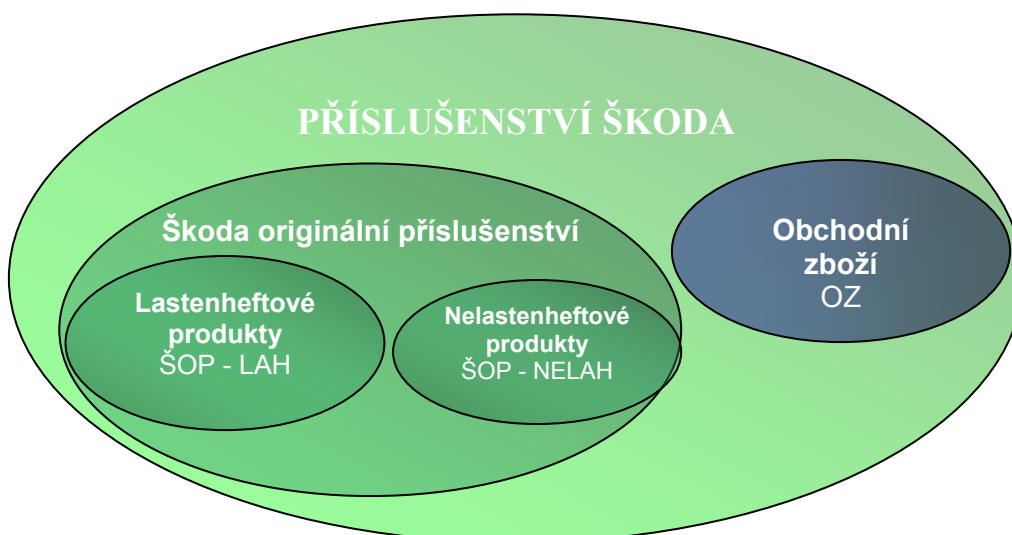 PŘÍSLUŠENSTVÍ ŠKODA
Škoda originální příslušenství
Lastenheftové
produkty
ŠOP - LAH
Nelastenheftové
produkty
ŠOP - NELAH
Obchodní
zboží
OZ